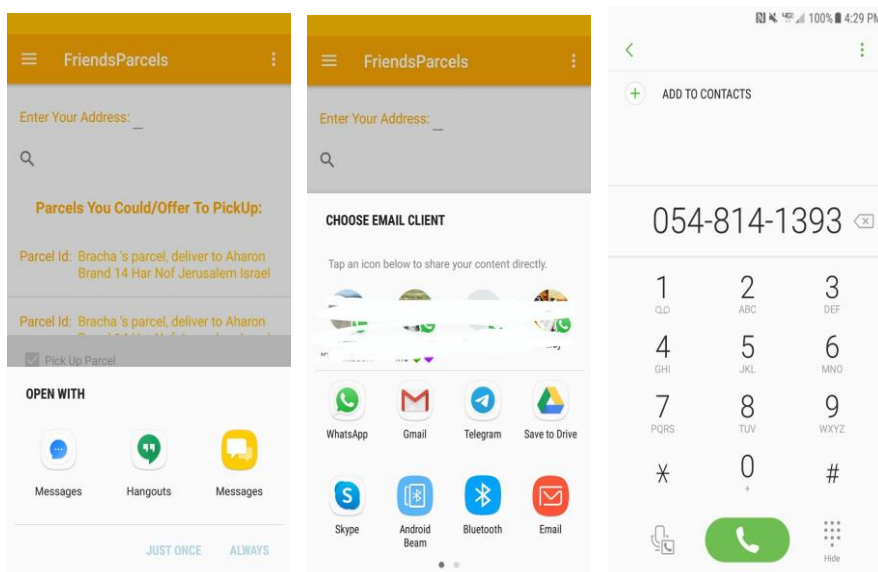 FriendsParcels
Enter Your Address:
Parcels You Could/Offer To PickUp:
Parcel Id: Bracha 's parcel, deliver to Aharon
Brand 14 Har Nof Jerusalem Israel
Parcel Id: Bracha 's parcel, deliver to Aharon
Pick Up Parcel
OPEN WITH
Messages
Hangouts
Messages
JUST ONCE
ALWAYS
FriendsParcels
Enter Your Address:
CHOOSE EMAIL CLIENT
Tap an icon below to share your content directly.
WhatsApp
Gmail
Telegram
Save to Drive
Skype
Android
Beam
Bluetooth
Email
100% 4:29 PM
ADD TO CONTACTS
054-814-1393
1 2 3
ABC DEF
4 5 6
GHI JKL MNO
7 8 9
PQRS TUV WXYZ
* 0 #
+
Hide